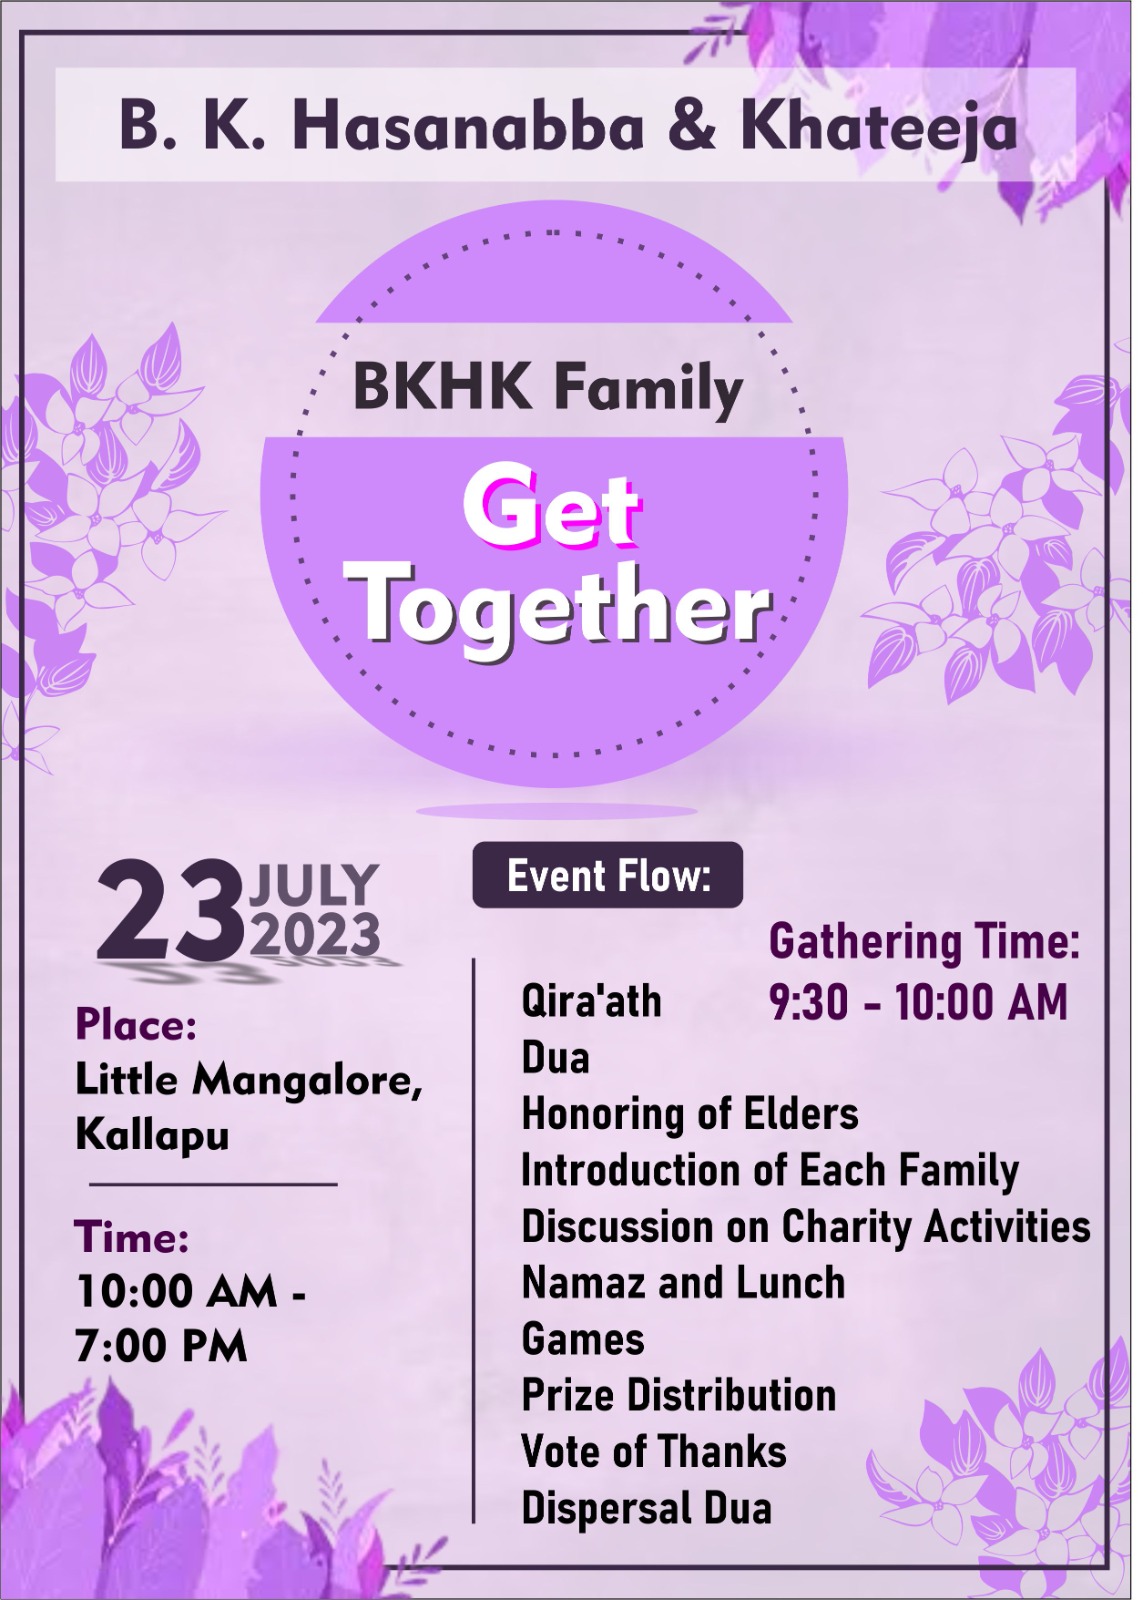 B. K. Hasanabba & Khateeja
BKHK Family
Get
Together
23 JULY
2023
Place:
Little Mangalore,
Kallapu
Time:
10:00 AM -
7:00 PM
Event Flow:
Gathering Time:
9:30 - 10:00 AM
Qira'ath
Dua
Honoring of Elders
Introduction of Each Family
Discussion on Charity Activities
Namaz and Lunch
Games
Prize Distribution
Vote of Thanks
Dispersal Dua